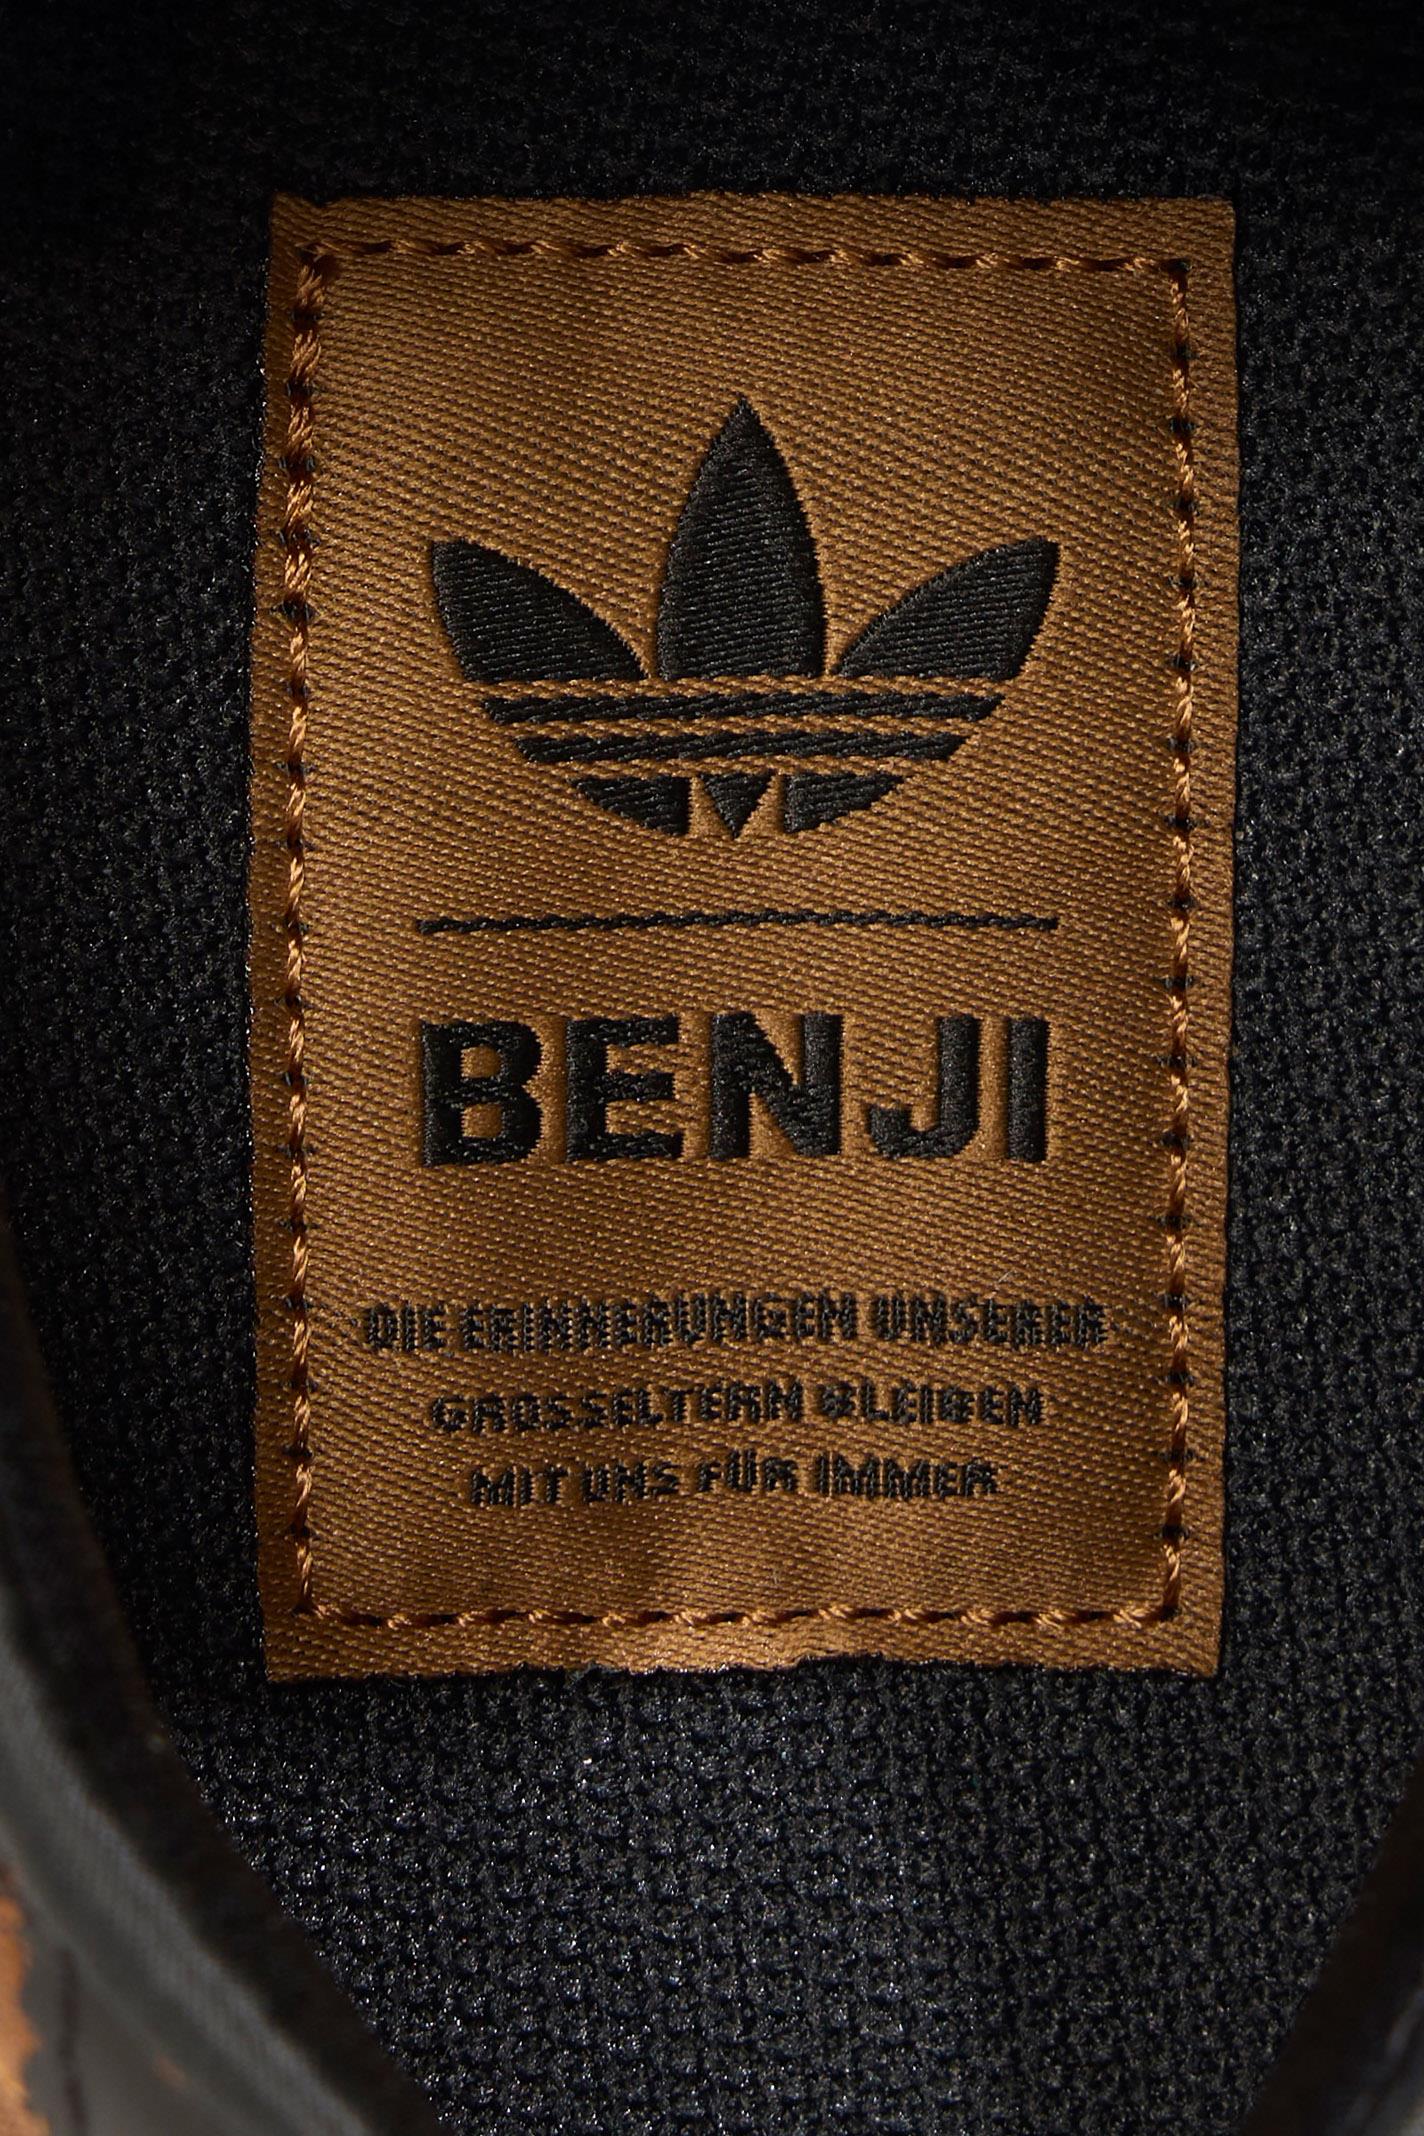 BENJI
DIE ERINNERUNGEN UNSERER
GROSSELTERN BLEIBEN
MIT UNS FÜR IMMER